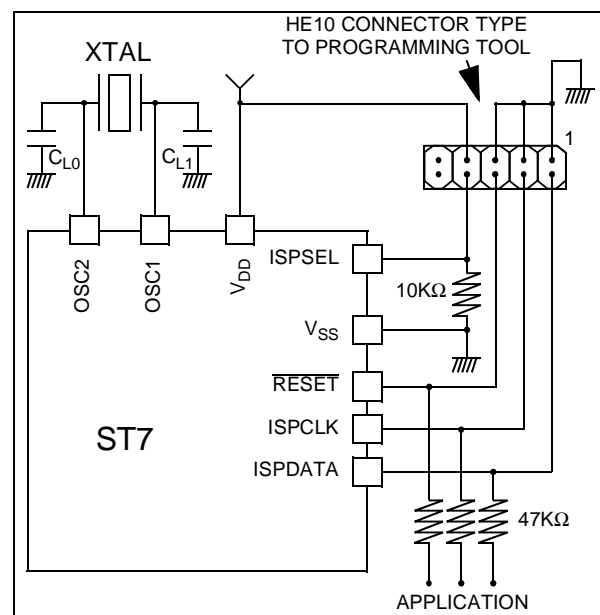 HE10 CONNECTOR TYPE
TO PROGRAMMING TOOL
XTAL
1
CL0
CL1
OSC2
OSC1
VDD
ISPSEL
10KΩ
VSS
RESET
ST7
ISPCLK
ISPDATA
47KΩ
APPLICATION